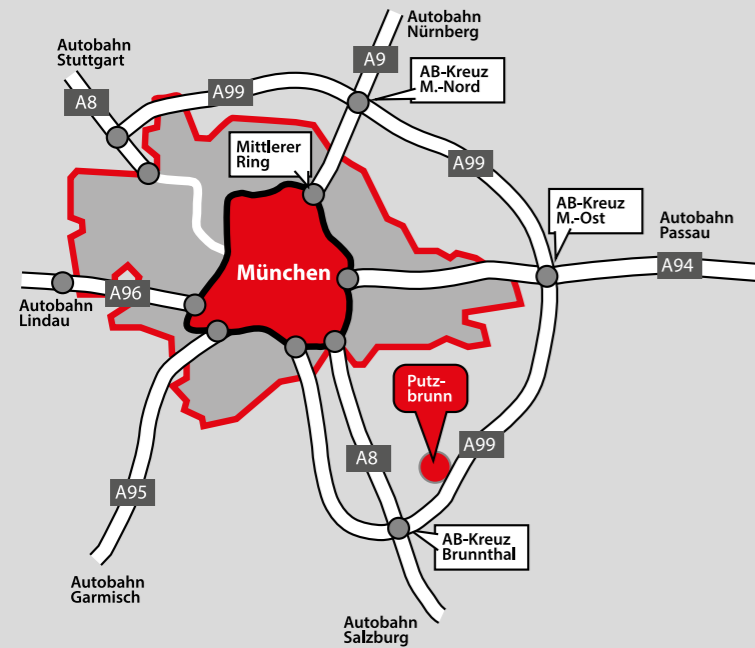 Autobahn
Nürnberg
Autobahn
Stuttgart
A9
AB-Kreuz
M.-Nord
A8
A99
Mittlerer
Ring
A99
AB-Kreuz
M.-Ost
Autobahn
Passau
München
A94
A96
Autobahn
Lindau
Putz-
brunn
A99
A8
A95
AB-Kreuz
Brunnthal
Autobahn
Garmisch
Autobahn
Salzburg